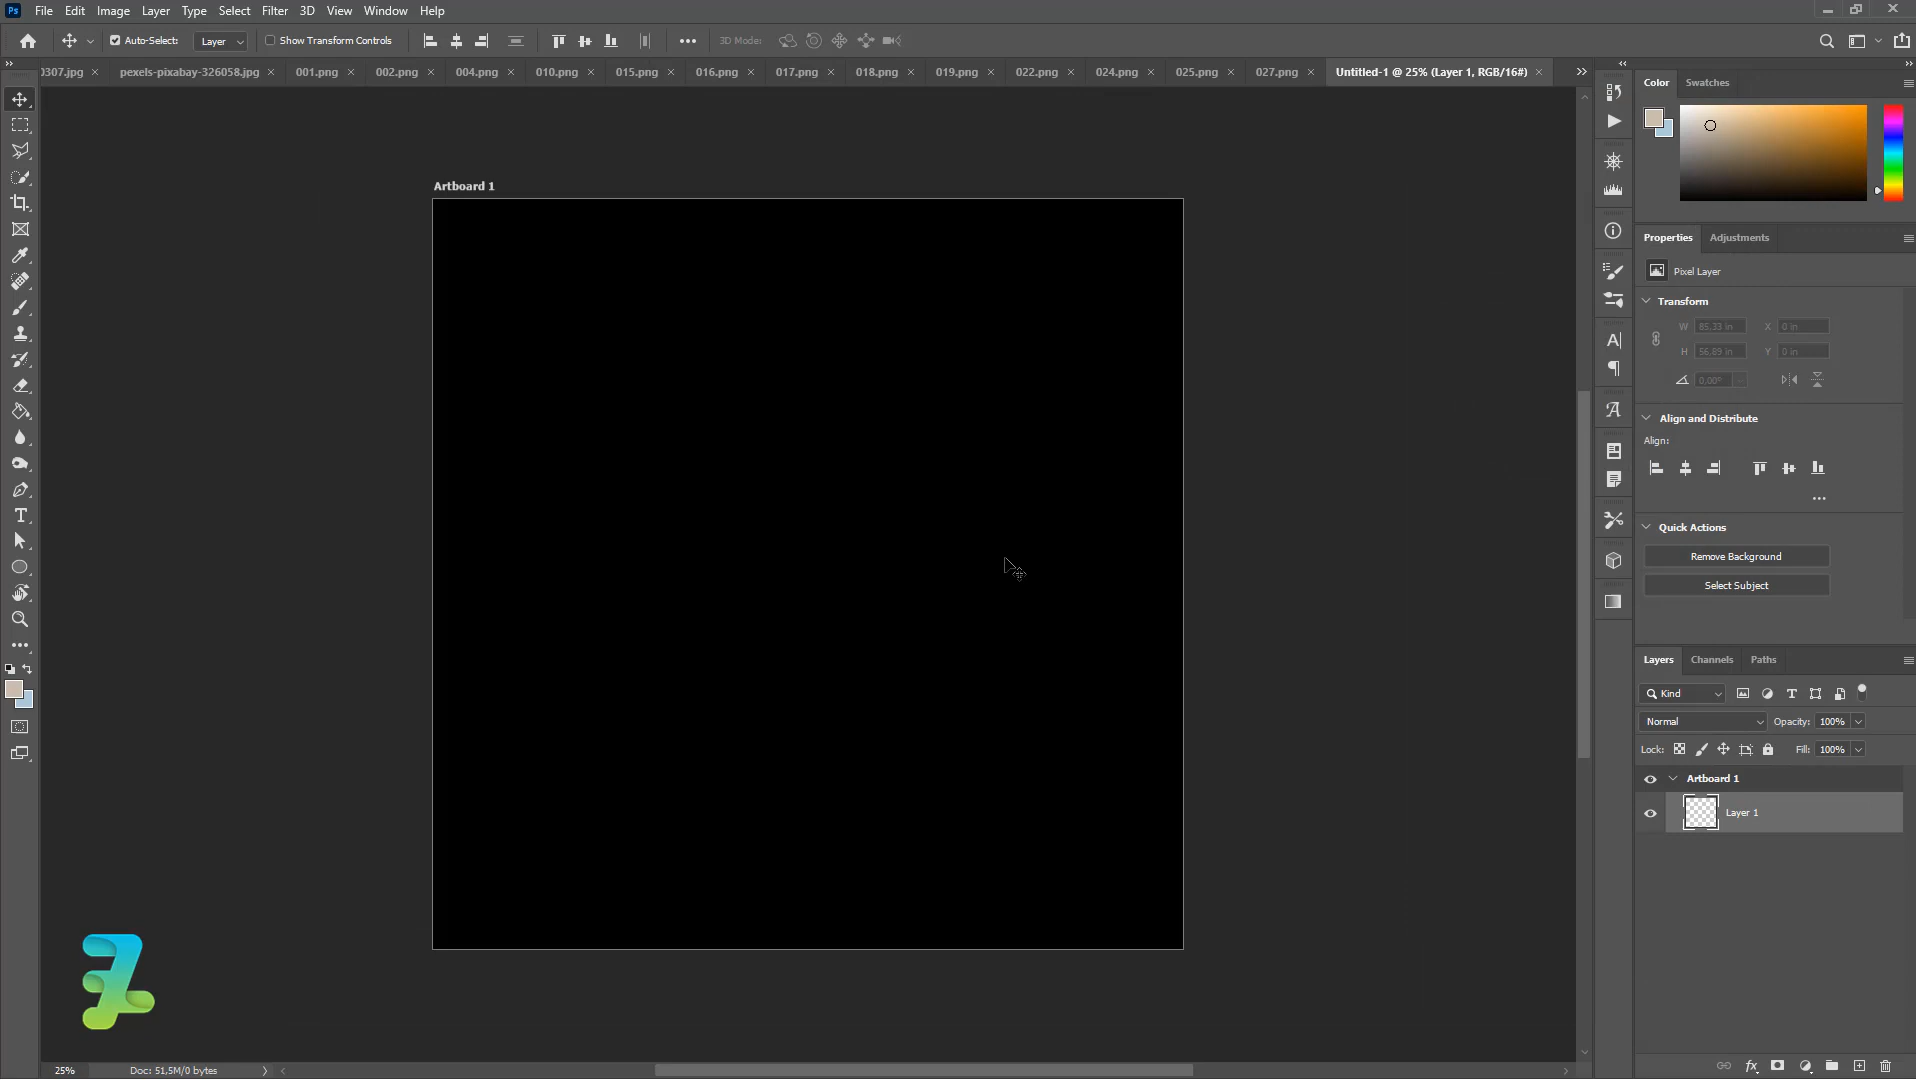 Ps File Edit Image Layer Type Select Filter 3D View Window Help
Auto-Select: Layer Show Transform Controls 3D Mode:
0307.jpg pexels-pixabay-326058.jpg 001.png 002.png 004.png 010.png 015.png 016.png 017.png 018.png 019.png 022.png 024.png 025.png 027.png Untitled-1 @ 25% (Layer 1, RGB/16#)
Color Swatches
Artboard 1
Properties Adjustments
Pixel Layer
Transform
W 85.33 in X 0 in
H 56.89 in Y 0 in
0,00°
Align and Distribute
Align:
Quick Actions
Remove Background
Select Subject
Layers Channels Paths
Kind
Normal Opacity: 100%
Lock: Fill: 100%
Artboard 1
Layer 1
25% Doc: 51,5M/0 bytes